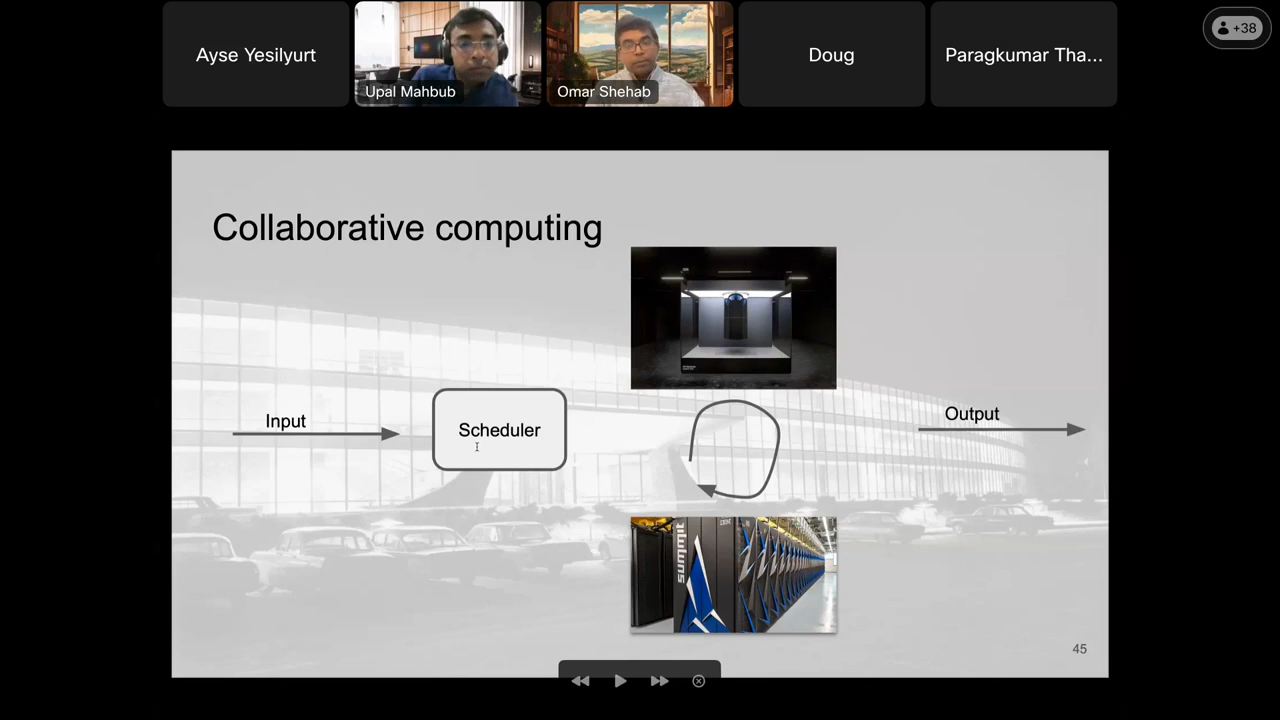 Ayse Yesilyurt
Upal Mahbub
Omar Shehab
Doug
Paragkumar Tha...
+38
Collaborative computing
Input
Scheduler
Output
summit
IBM
45